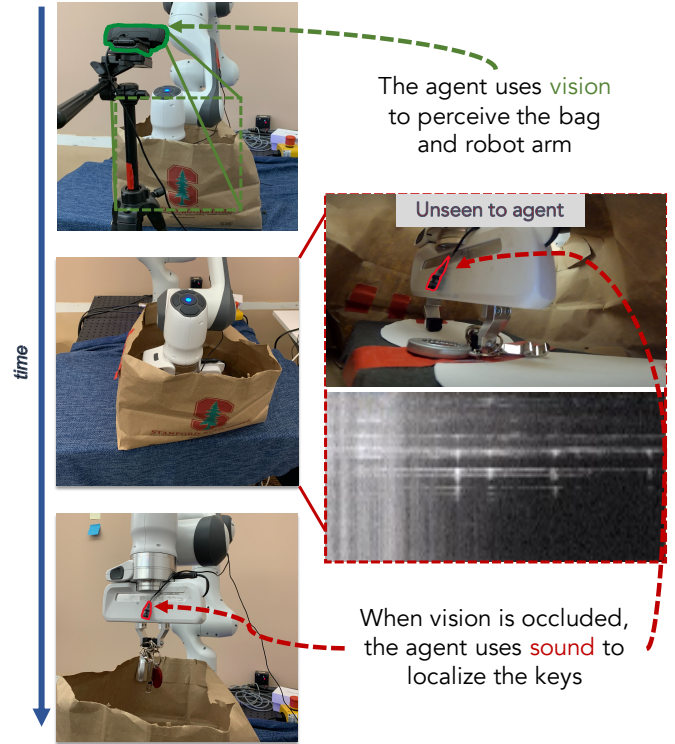 The agent uses vision
to perceive the bag
and robot arm
Unseen to agent
time
STANFORD
When vision is occluded,
the agent uses sound to
localize the keys